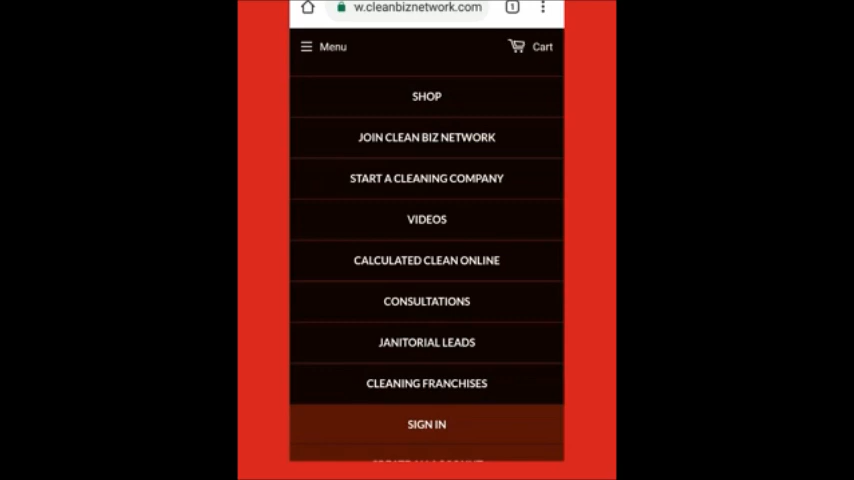 w.cleanbiznetwork.com
1
Menu
Cart
SHOP
JOIN CLEAN BIZ NETWORK
START A CLEANING COMPANY
VIDEOS
CALCULATED CLEAN ONLINE
CONSULTATIONS
JANITORIAL LEADS
CLEANING FRANCHISES
SIGN IN